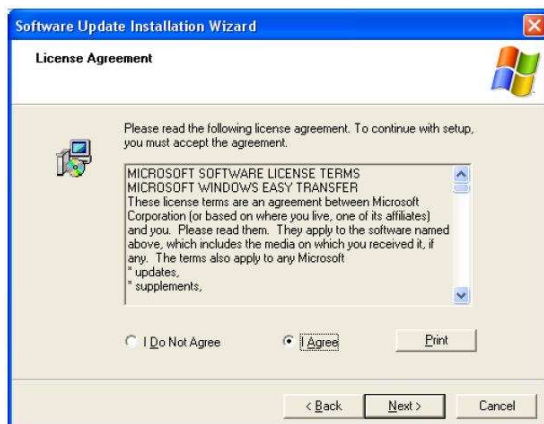 Software Update Installation Wizard
License Agreement
Please read the following license agreement. To continue with setup,
you must accept the agreement.
MICROSOFT SOFTWARE LICENSE TERMS
MICROSOFT WINDOWS EASY TRANSFER
These license terms are an agreement between Microsoft
Corporation (or based on where you live, one of its affiliates)
and you.  Please read them.  They apply to the software named
above, which includes the media on which you received it, if
any.  The terms also apply to any Microsoft
* updates,
* supplements,
I Do Not Agree
I Agree
Print
< Back
Next >
Cancel